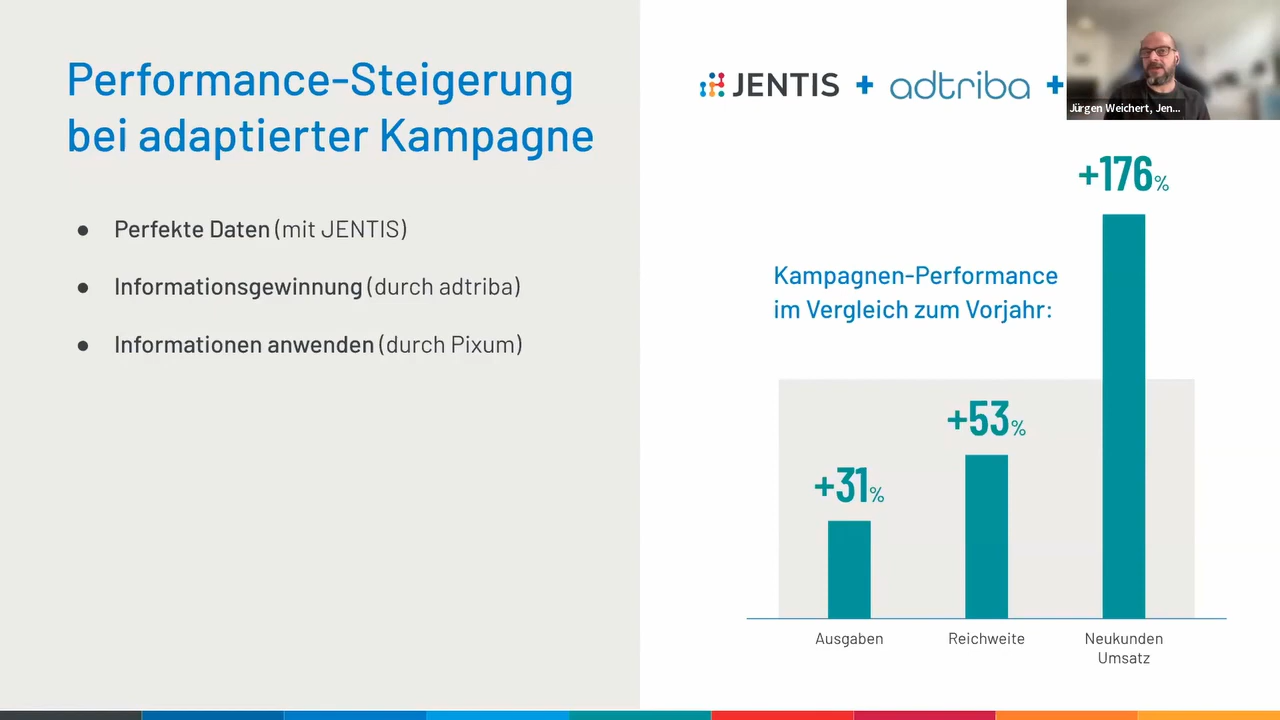 Performance-Steigerung
bei adaptierter Kampagne
● Perfekte Daten (mit JENTIS)
● Informationsgewinnung (durch adtriba)
● Informationen anwenden (durch Pixum)
JENTIS + adtriba +
Jürgen Weichert, Jen...
Kampagnen-Performance
im Vergleich zum Vorjahr:
+31%
+53%
+176%
Ausgaben
Reichweite
Neukunden
Umsatz